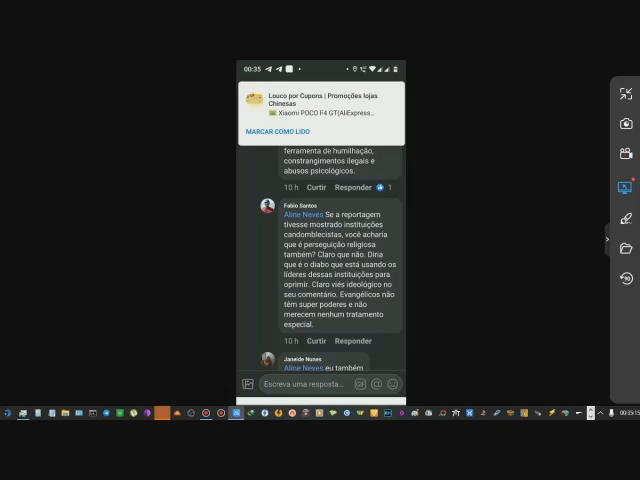 00:35
Louco por Cupons | Promoções lojas
Chinesas
Xiaomi POCO F4 GT(AliExpress...
MARCAR COMO LIDO
ferramenta de humilhação,
constrangimentos ilegais e
abusos psicológicos.
10 h Curtir Responder 1
Fabio Santos
Aline Neves Se a reportagem
tivesse mostrado instituições
candomblecistas, você acharia
que é perseguição religiosa
também? Claro que não. Diria
que é o diabo que está usando os
líderes dessas instituições para
oprimir. Claro viés ideológico no
seu comentário. Evangélicos não
têm super poderes e não
merecem nenhum tratamento
especial.
10 h Curtir Responder
Janeide Nunes
Aline Neves eu também
Escreva uma resposta... GIF
00:35:15